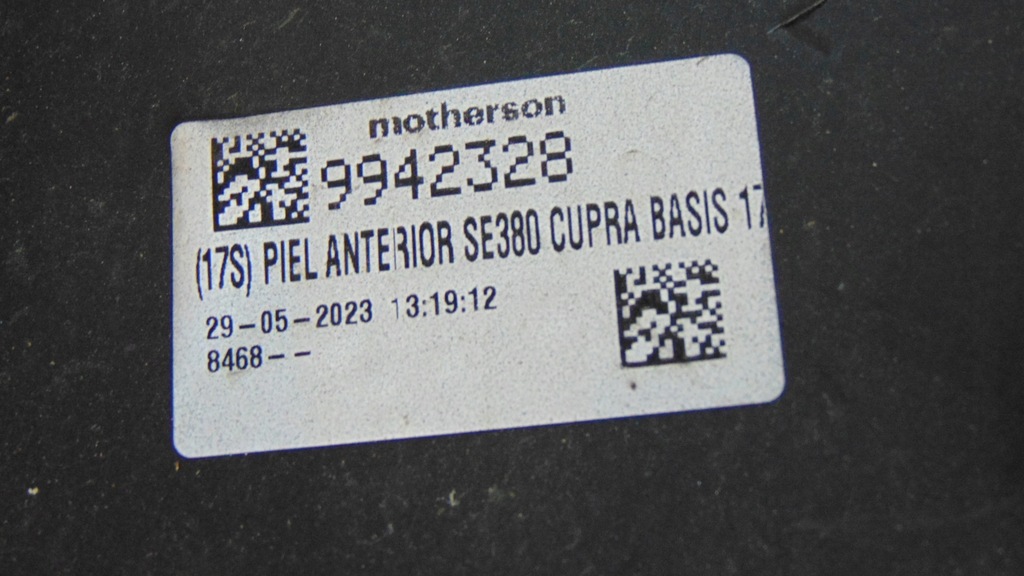 motherson
9942328
(17S) PIEL ANTERIOR SE380 CUPRA BASIS 17
29-05-2023 13:19:12
8468--